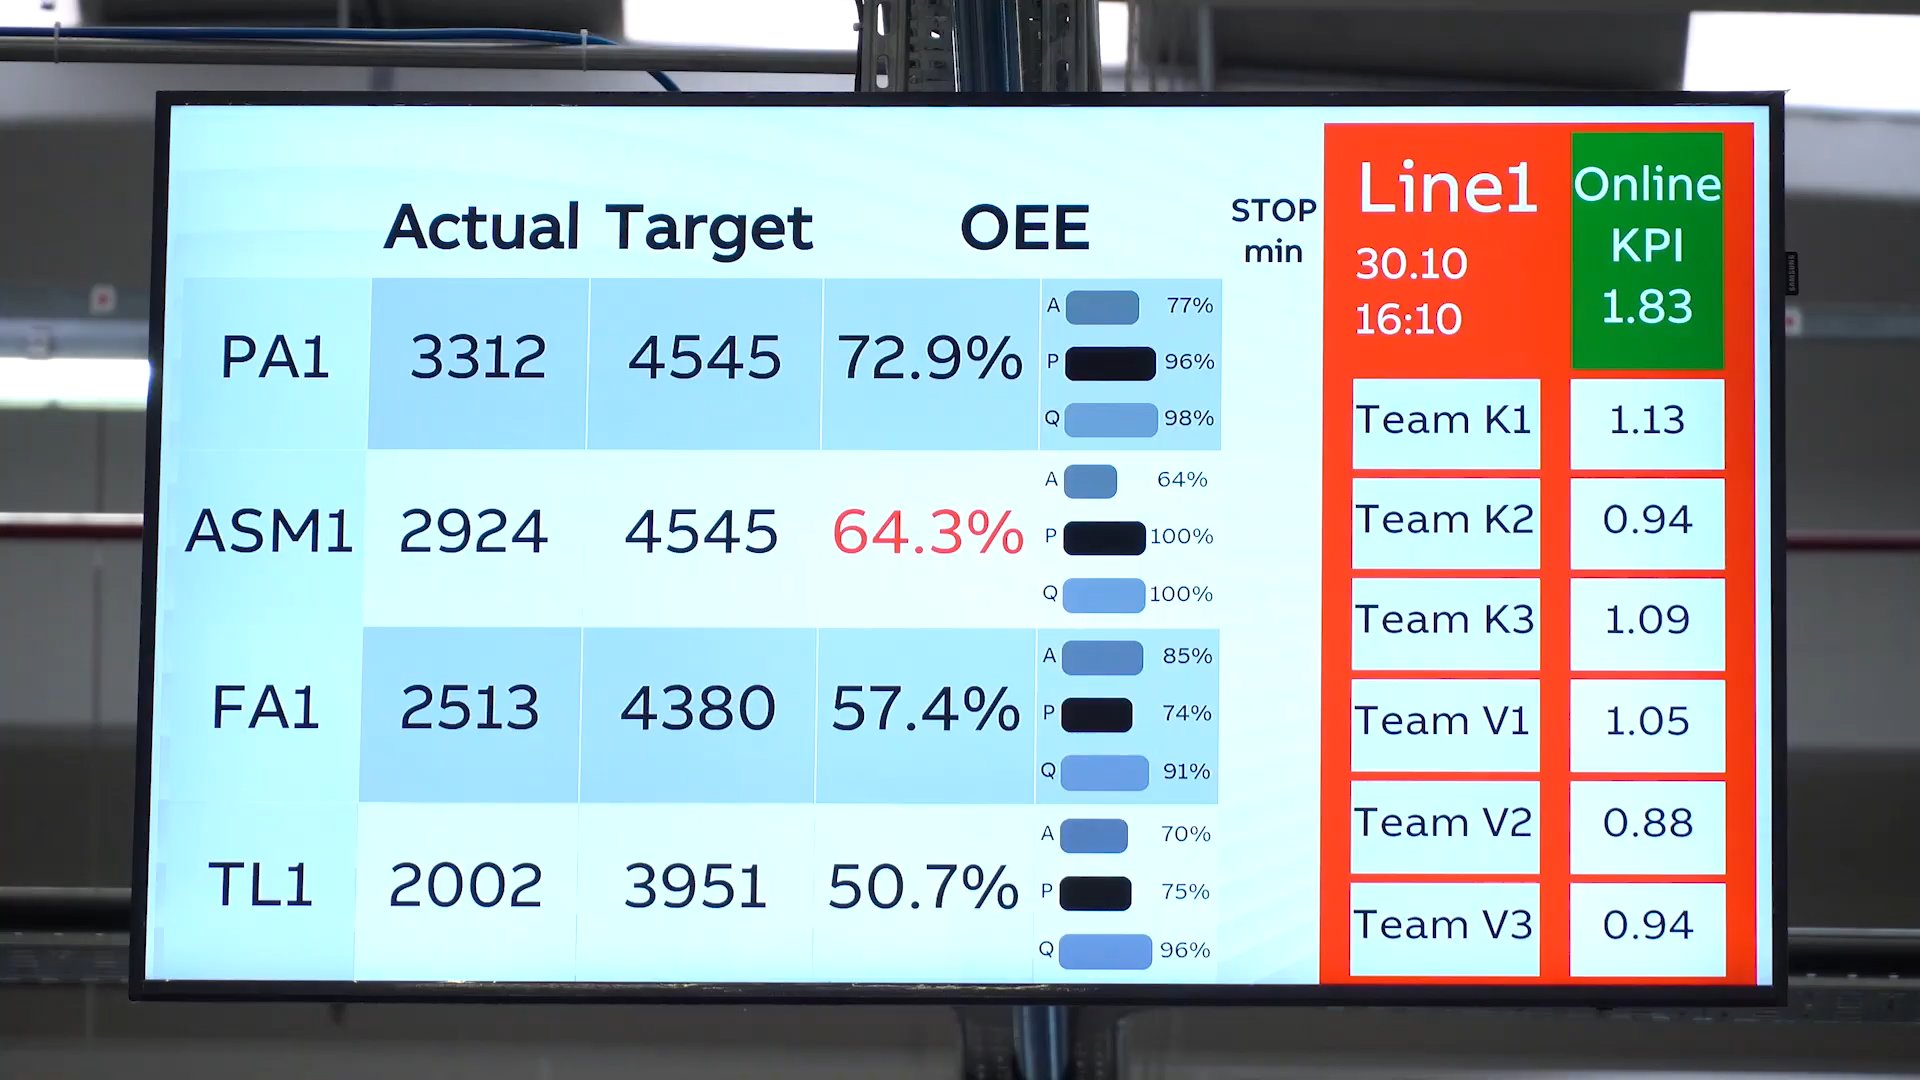 Actual Target OEE STOP
min
PA1 3312 4545 72.9%
A 77%
P 96%
Q 98%
ASM1 2924 4545 64.3%
A 64%
P 100%
Q 100%
FA1 2513 4380 57.4%
A 85%
P 74%
Q 91%
TL1 2002 3951 50.7%
A 70%
P 75%
Q 96%
Line1
30.10
16:10
Online
KPI
1.83
Team K1 1.13
Team K2 0.94
Team K3 1.09
Team V1 1.05
Team V2 0.88
Team V3 0.94
SAMSUNG